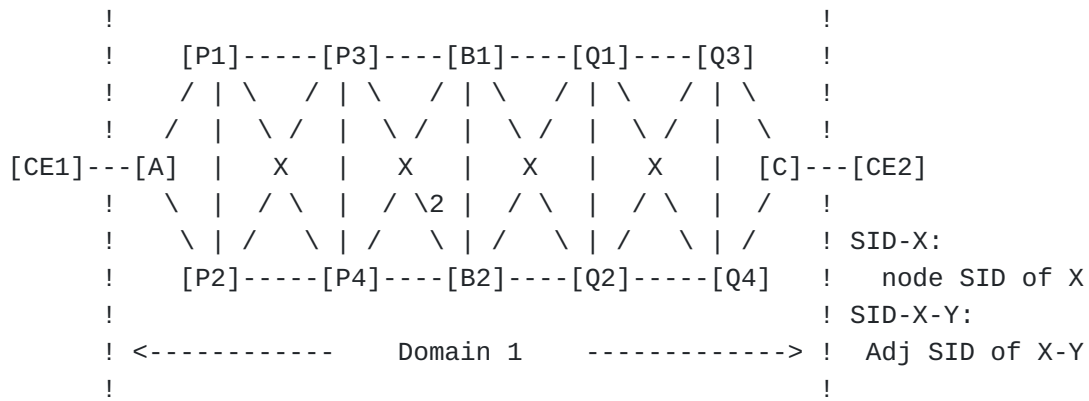 !                                           !
      !    [P1]-----[P3]----[B1]----[Q1]----[Q3]    !
      !    / | \   / | \   / | \   / | \   / | \    !
      !   /  |  \ /  |  \ /  |  \ /  |  \ /  |  \   !
[CE1]---[A]  |   X   |   X   |   X   |   X   |  [C]---[CE2]
      !   \  |  / \  |  / \2 |  / \  |  / \  |  /   !
      !    \ | /   \ | /   \ | /   \ | /   \ | /    ! SID-X:
      !    [P2]-----[P4]----[B2]----[Q2]-----[Q4]   !   node SID of X
      !                                           ! SID-X-Y:
      ! <------------    Domain 1    -------------> !  Adj SID of X-Y
      !                                           !